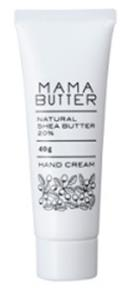 MAMA
BUTTER
NATURAL
SHEA BUTTER
20%
40g
HAND CREAM